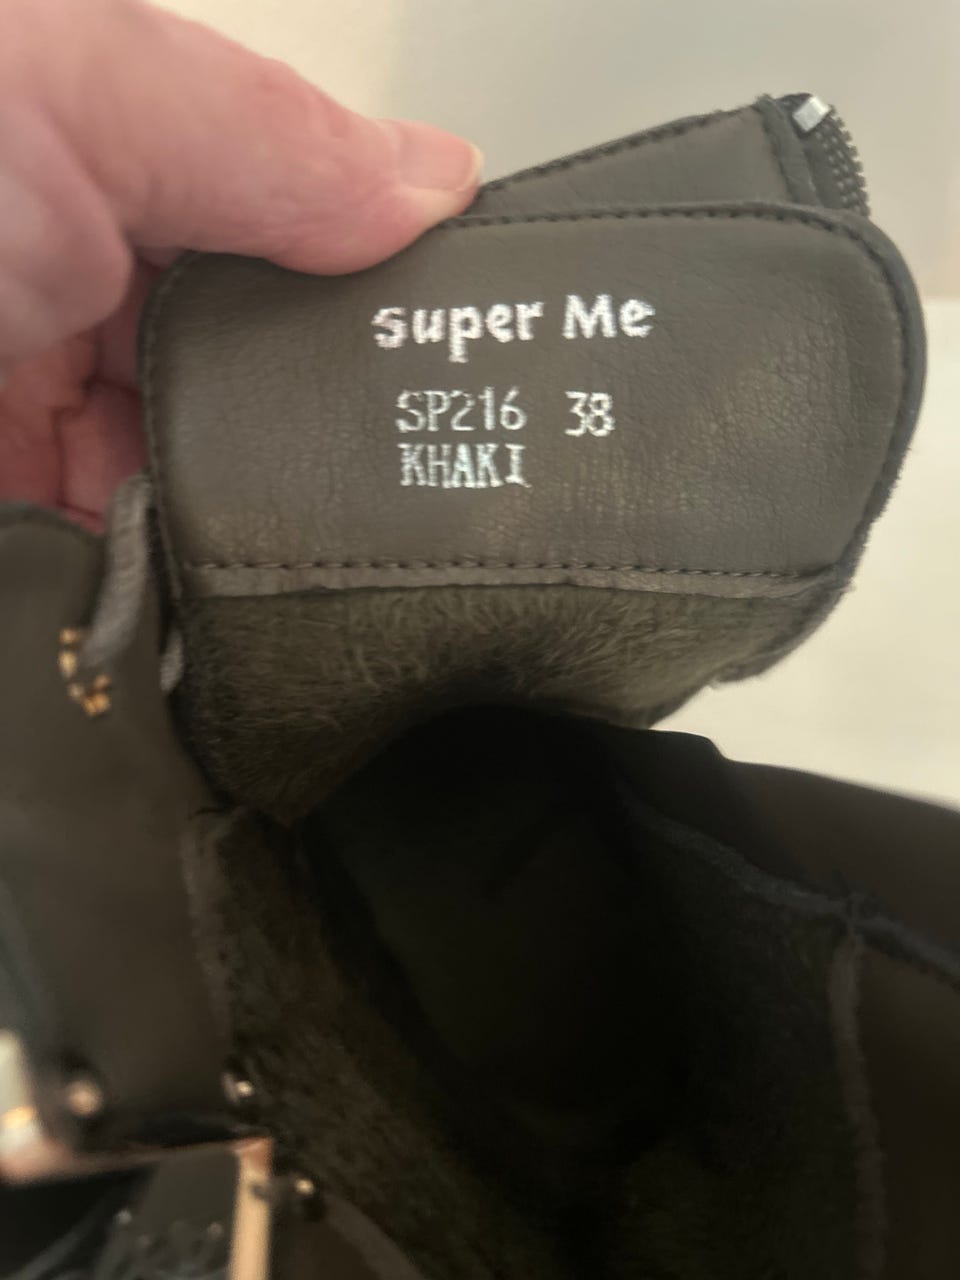 super Me
SP216 38
KHAKI